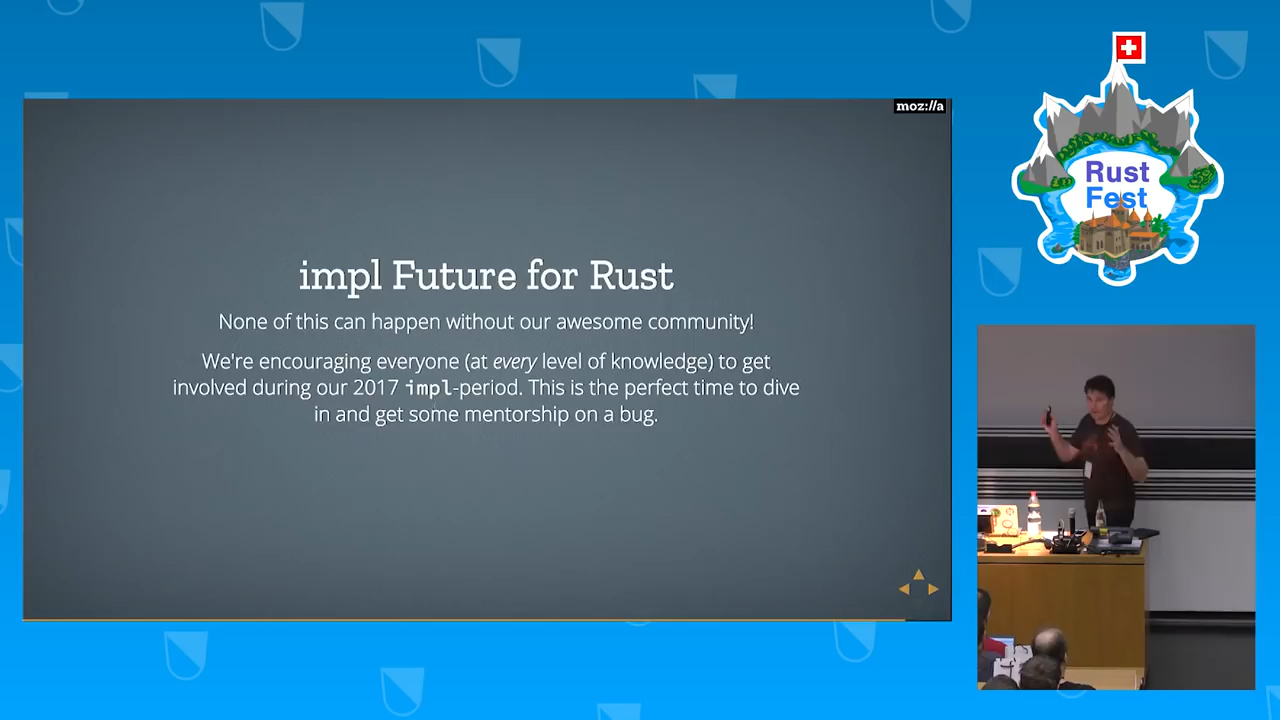 moz://a
impl Future for Rust
None of this can happen without our awesome community!
We're encouraging everyone (at every level of knowledge) to get
involved during our 2017 impl-period. This is the perfect time to dive
in and get some mentorship on a bug.
Rust
Fest